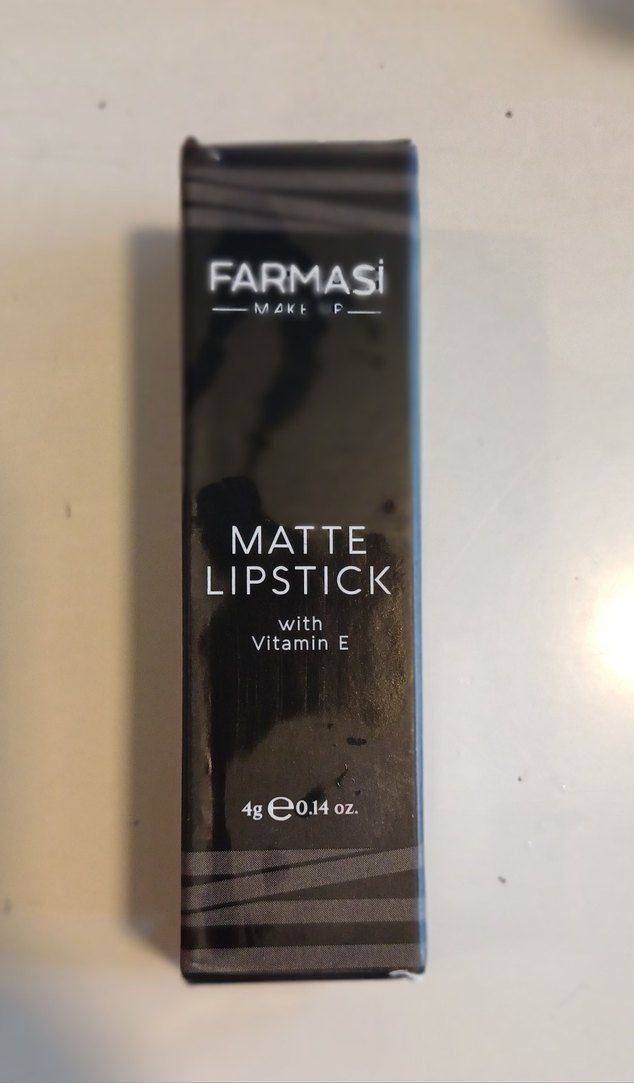 FARMASi
MATTE
LIPSTICK
with
Vitamin E
4g ℮ 0.14 oz.